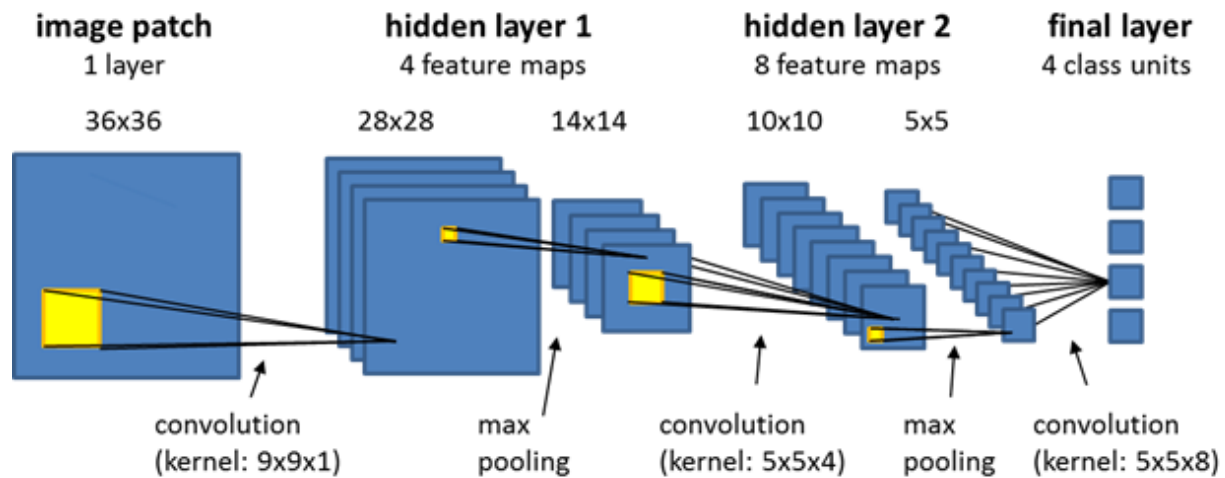 image patch
1 layer
hidden layer 1
4 feature maps
hidden layer 2
8 feature maps
final layer
4 class units
36x36
28x28
14x14
10x10
5x5
convolution
(kernel: 9x9x1)
max
pooling
convolution
(kernel: 5x5x4)
max
pooling
convolution
(kernel: 5x5x8)